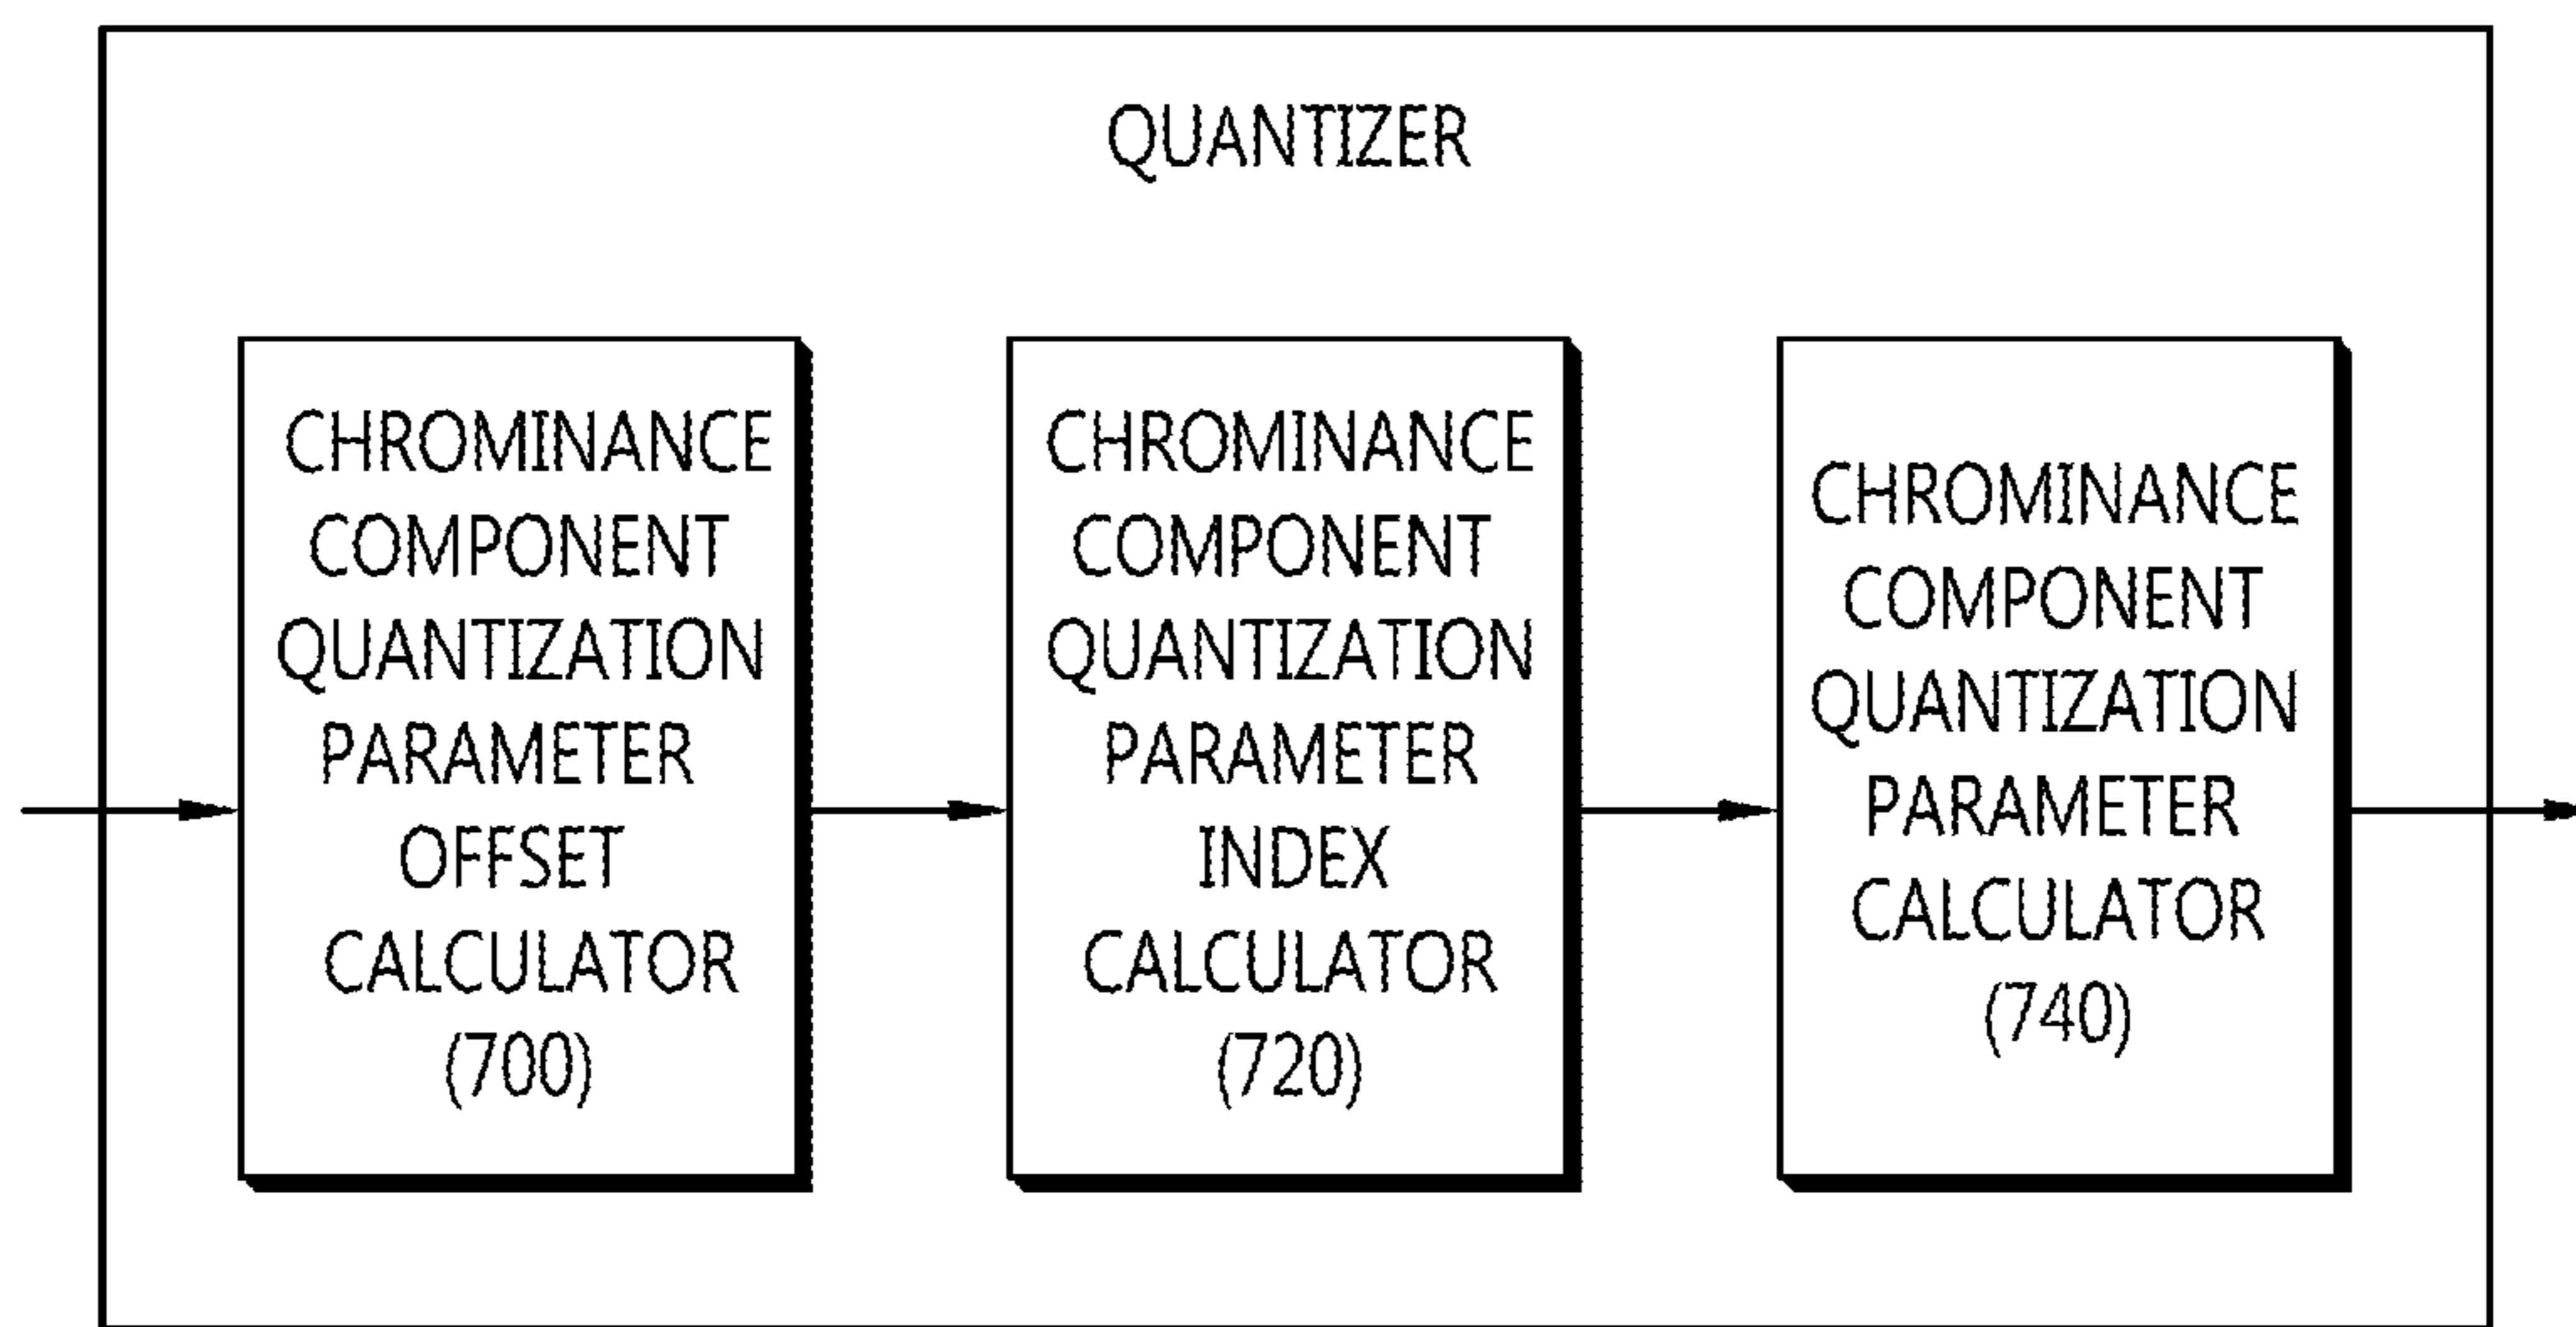 QUANTIZER
CHROMINANCE
COMPONENT
QUANTIZATION
PARAMETER
OFFSET
CALCULATOR
(700)
CHROMINANCE
COMPONENT
QUANTIZATION
PARAMETER
INDEX
CALCULATOR
(720)
CHROMINANCE
COMPONENT
QUANTIZATION
PARAMETER
CALCULATOR
(740)